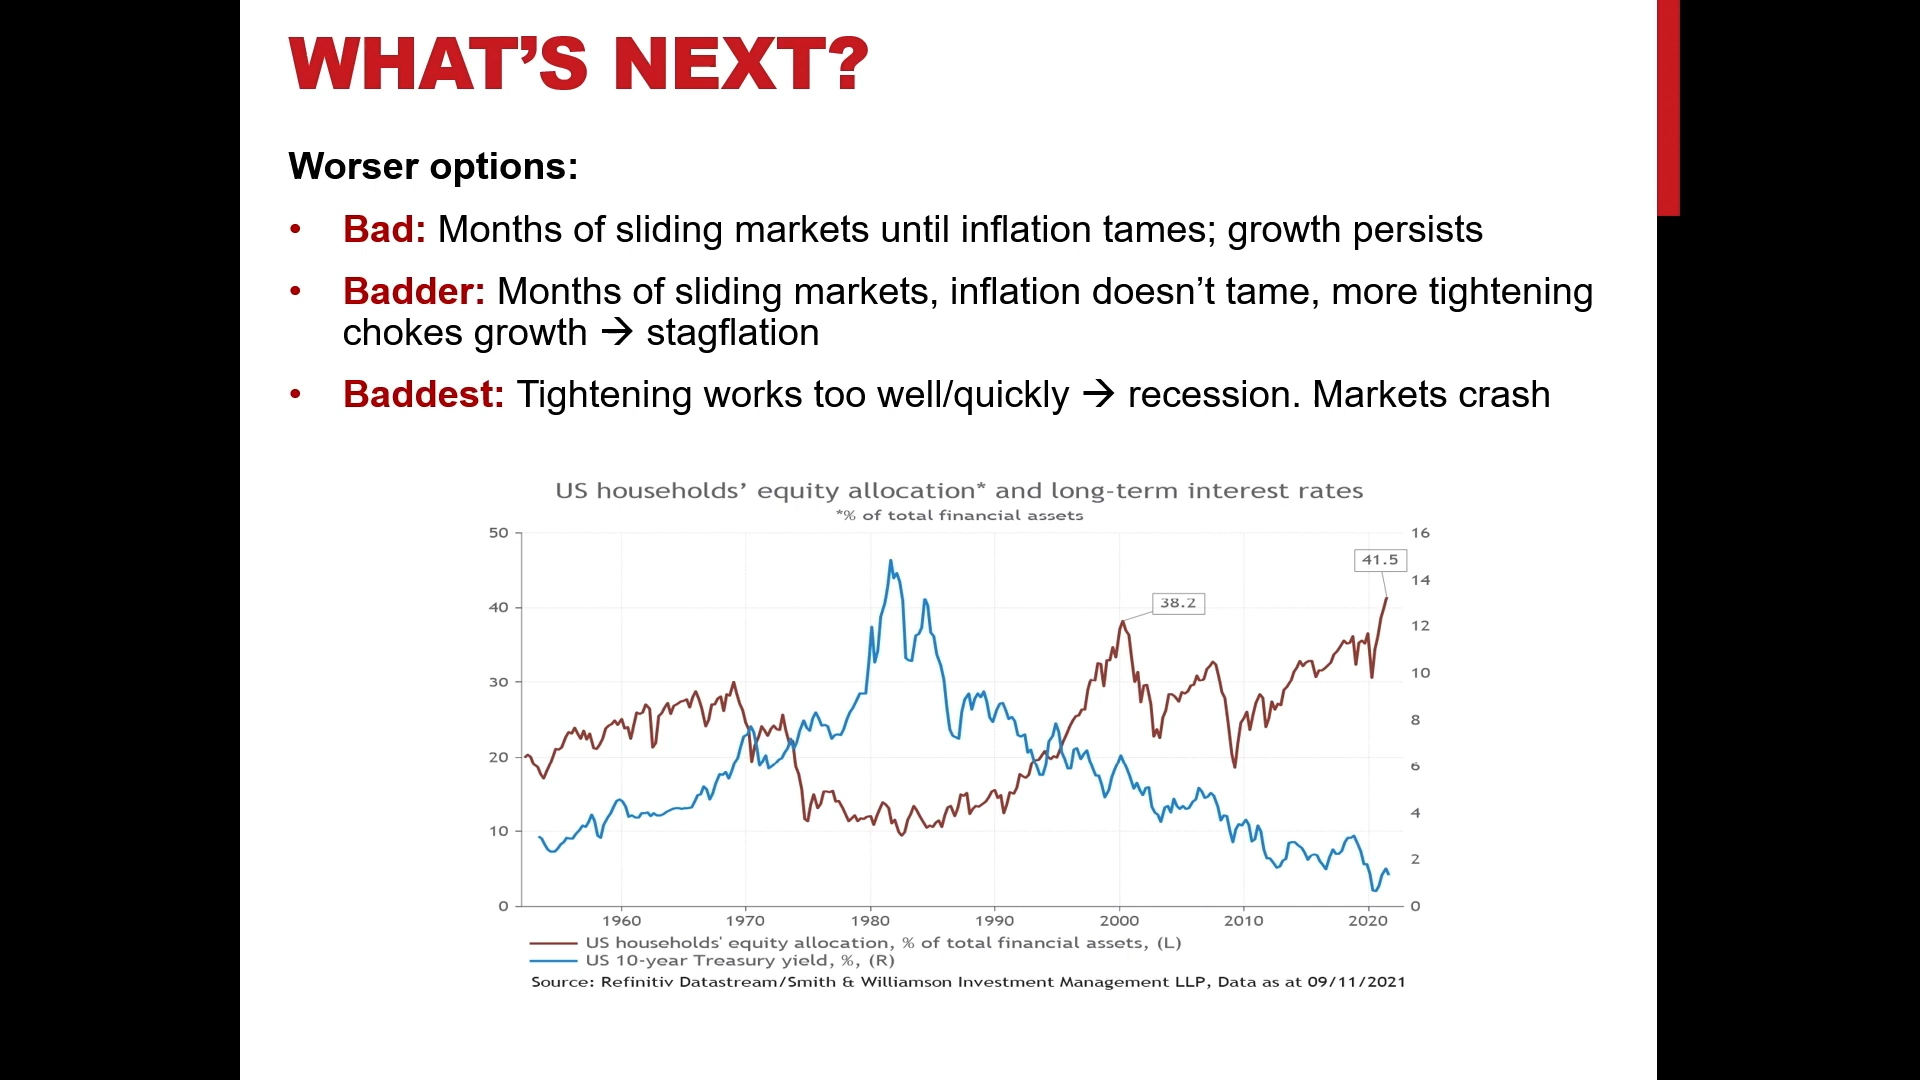 WHAT’S NEXT?
Worser options:
• Bad: Months of sliding markets until inflation tames; growth persists
• Badder: Months of sliding markets, inflation doesn’t tame, more tightening
chokes growth → stagflation
• Baddest: Tightening works too well/quickly → recession. Markets crash
US households’ equity allocation* and long-term interest rates
*% of total financial assets
50
16
41.5
14
40
38.2
12
30
10
8
20
6
4
10
2
0
0
1960 1970 1980 1990 2000 2010 2020
US households' equity allocation, % of total financial assets, (L)
US 10-year Treasury yield, %, (R)
Source: Refinitiv Datastream/Smith & Williamson Investment Management LLP, Data as at 09/11/2021